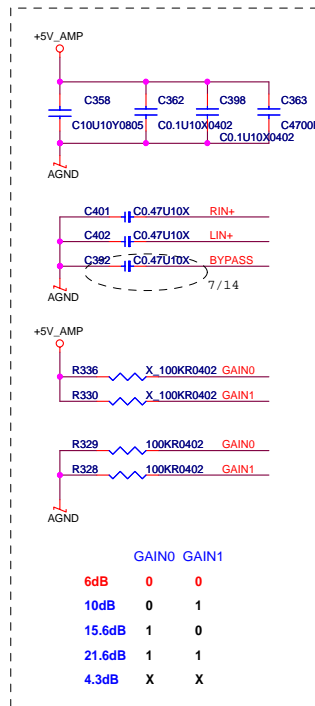 +5V_AMP
C358 C362 C398 C363
C10U10Y0805 C0.1U10X0402 C0.1U10X0402 C4700
AGND
C401 C0.47U10X RIN+
C402 C0.47U10X LIN+
C392 C0.47U10X BYPASS
7/14
AGND
+5V_AMP
R336 X_100KR0402 GAIN0
R330 X_100KR0402 GAIN1
R329 100KR0402 GAIN0
R328 100KR0402 GAIN1
AGND
GAIN0 GAIN1
6dB 0 0
10dB 0 1
15.6dB 1 0
21.6dB 1 1
4.3dB X X